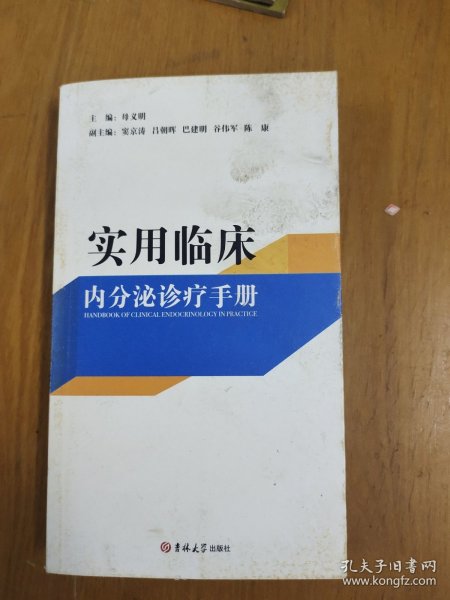 主 编：母义明
副主编：窦京涛 吕朝晖 巴建明 谷伟军 陈 康
实用临床
内分泌诊疗手册
HANDBOOK OF CLINICAL ENDOCRINOLOGY IN PRACTICE
吉林大学出版社
孔夫子旧书网
www.kongfz.com